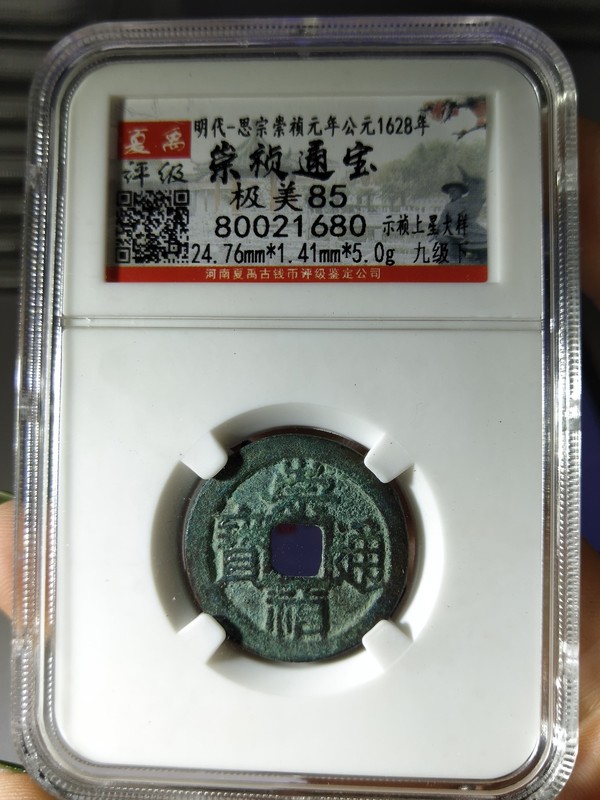 明代-思宗崇祯元年公元1628年
夏禹
评级
崇祯通宝
极美85
80021680 示祯上星大样
24.76mm*1.41mm*5.0g 九级下
河南夏禹古钱币评级鉴定公司
崇
寶 通
禎